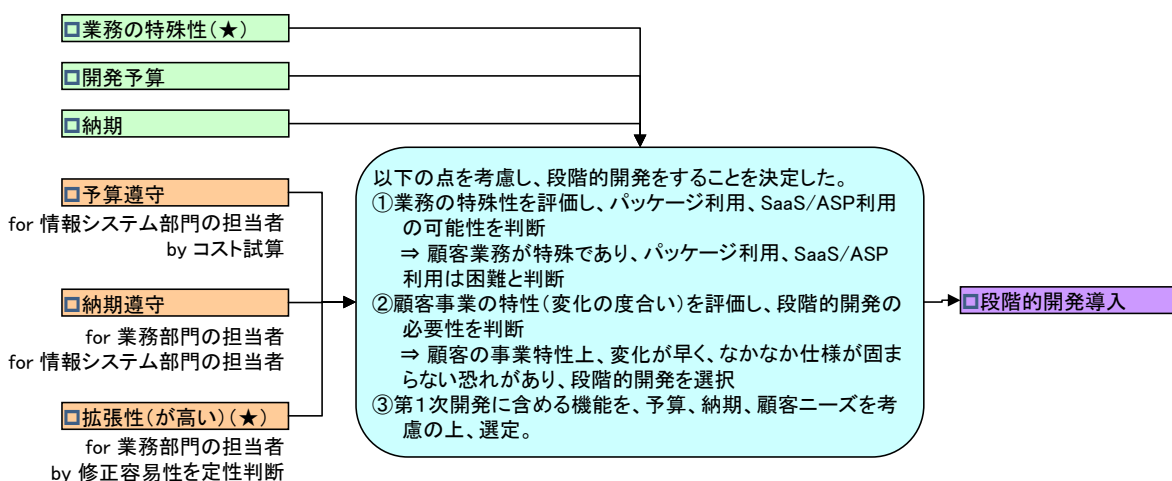 業務の特殊性(★)
開発予算
納期
予算遵守
for 情報システム部門の担当者
by コスト試算
納期遵守
for 業務部門の担当者
for 情報システム部門の担当者
拡張性(が高い)(★)
for 業務部門の担当者
by 修正容易性を定性判断
以下の点を考慮し、段階的開発をすることを決定した。
①業務の特殊性を評価し、パッケージ利用、SaaS/ASP利用
の可能性を判断
⇒ 顧客業務が特殊であり、パッケージ利用、SaaS/ASP
利用は困難と判断
②顧客事業の特性(変化の度合い)を評価し、段階的開発の
必要性を判断
⇒ 顧客の事業特性上、変化が早く、なかなか仕様が固ま
らない恐れがあり、段階的開発を選択
③第1次開発に含める機能を、予算、納期、顧客ニーズを考
慮の上、選定。
段階的開発導入